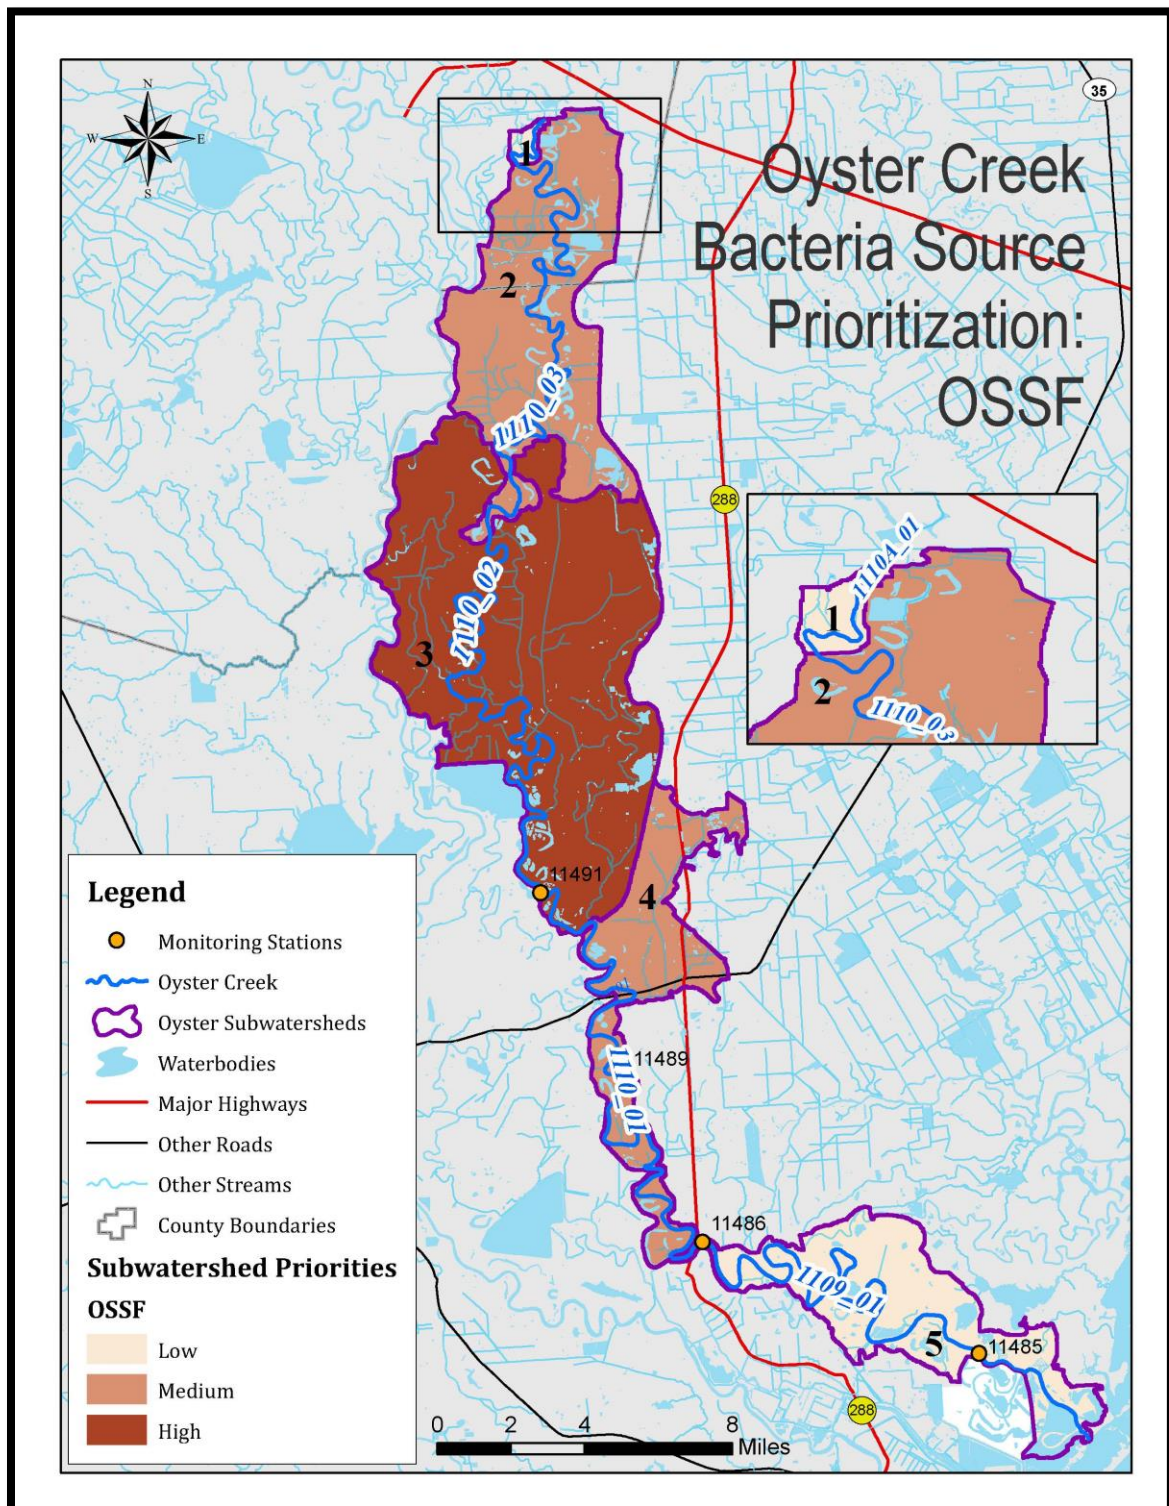 N
W
E
S
35
Oyster Creek
Bacteria Source
Prioritization:
OSSF
1
2
1110_03
288
1110A_01
1
2
1110_03
1110_02
3
11491
4
1110_01
11489
11486
1109_01
5
11485
288
Legend
Monitoring Stations
Oyster Creek
Oyster Subwatersheds
Waterbodies
Major Highways
Other Roads
Other Streams
County Boundaries
Subwatershed Priorities
OSSF
Low
Medium
High
0 2 4 8
Miles